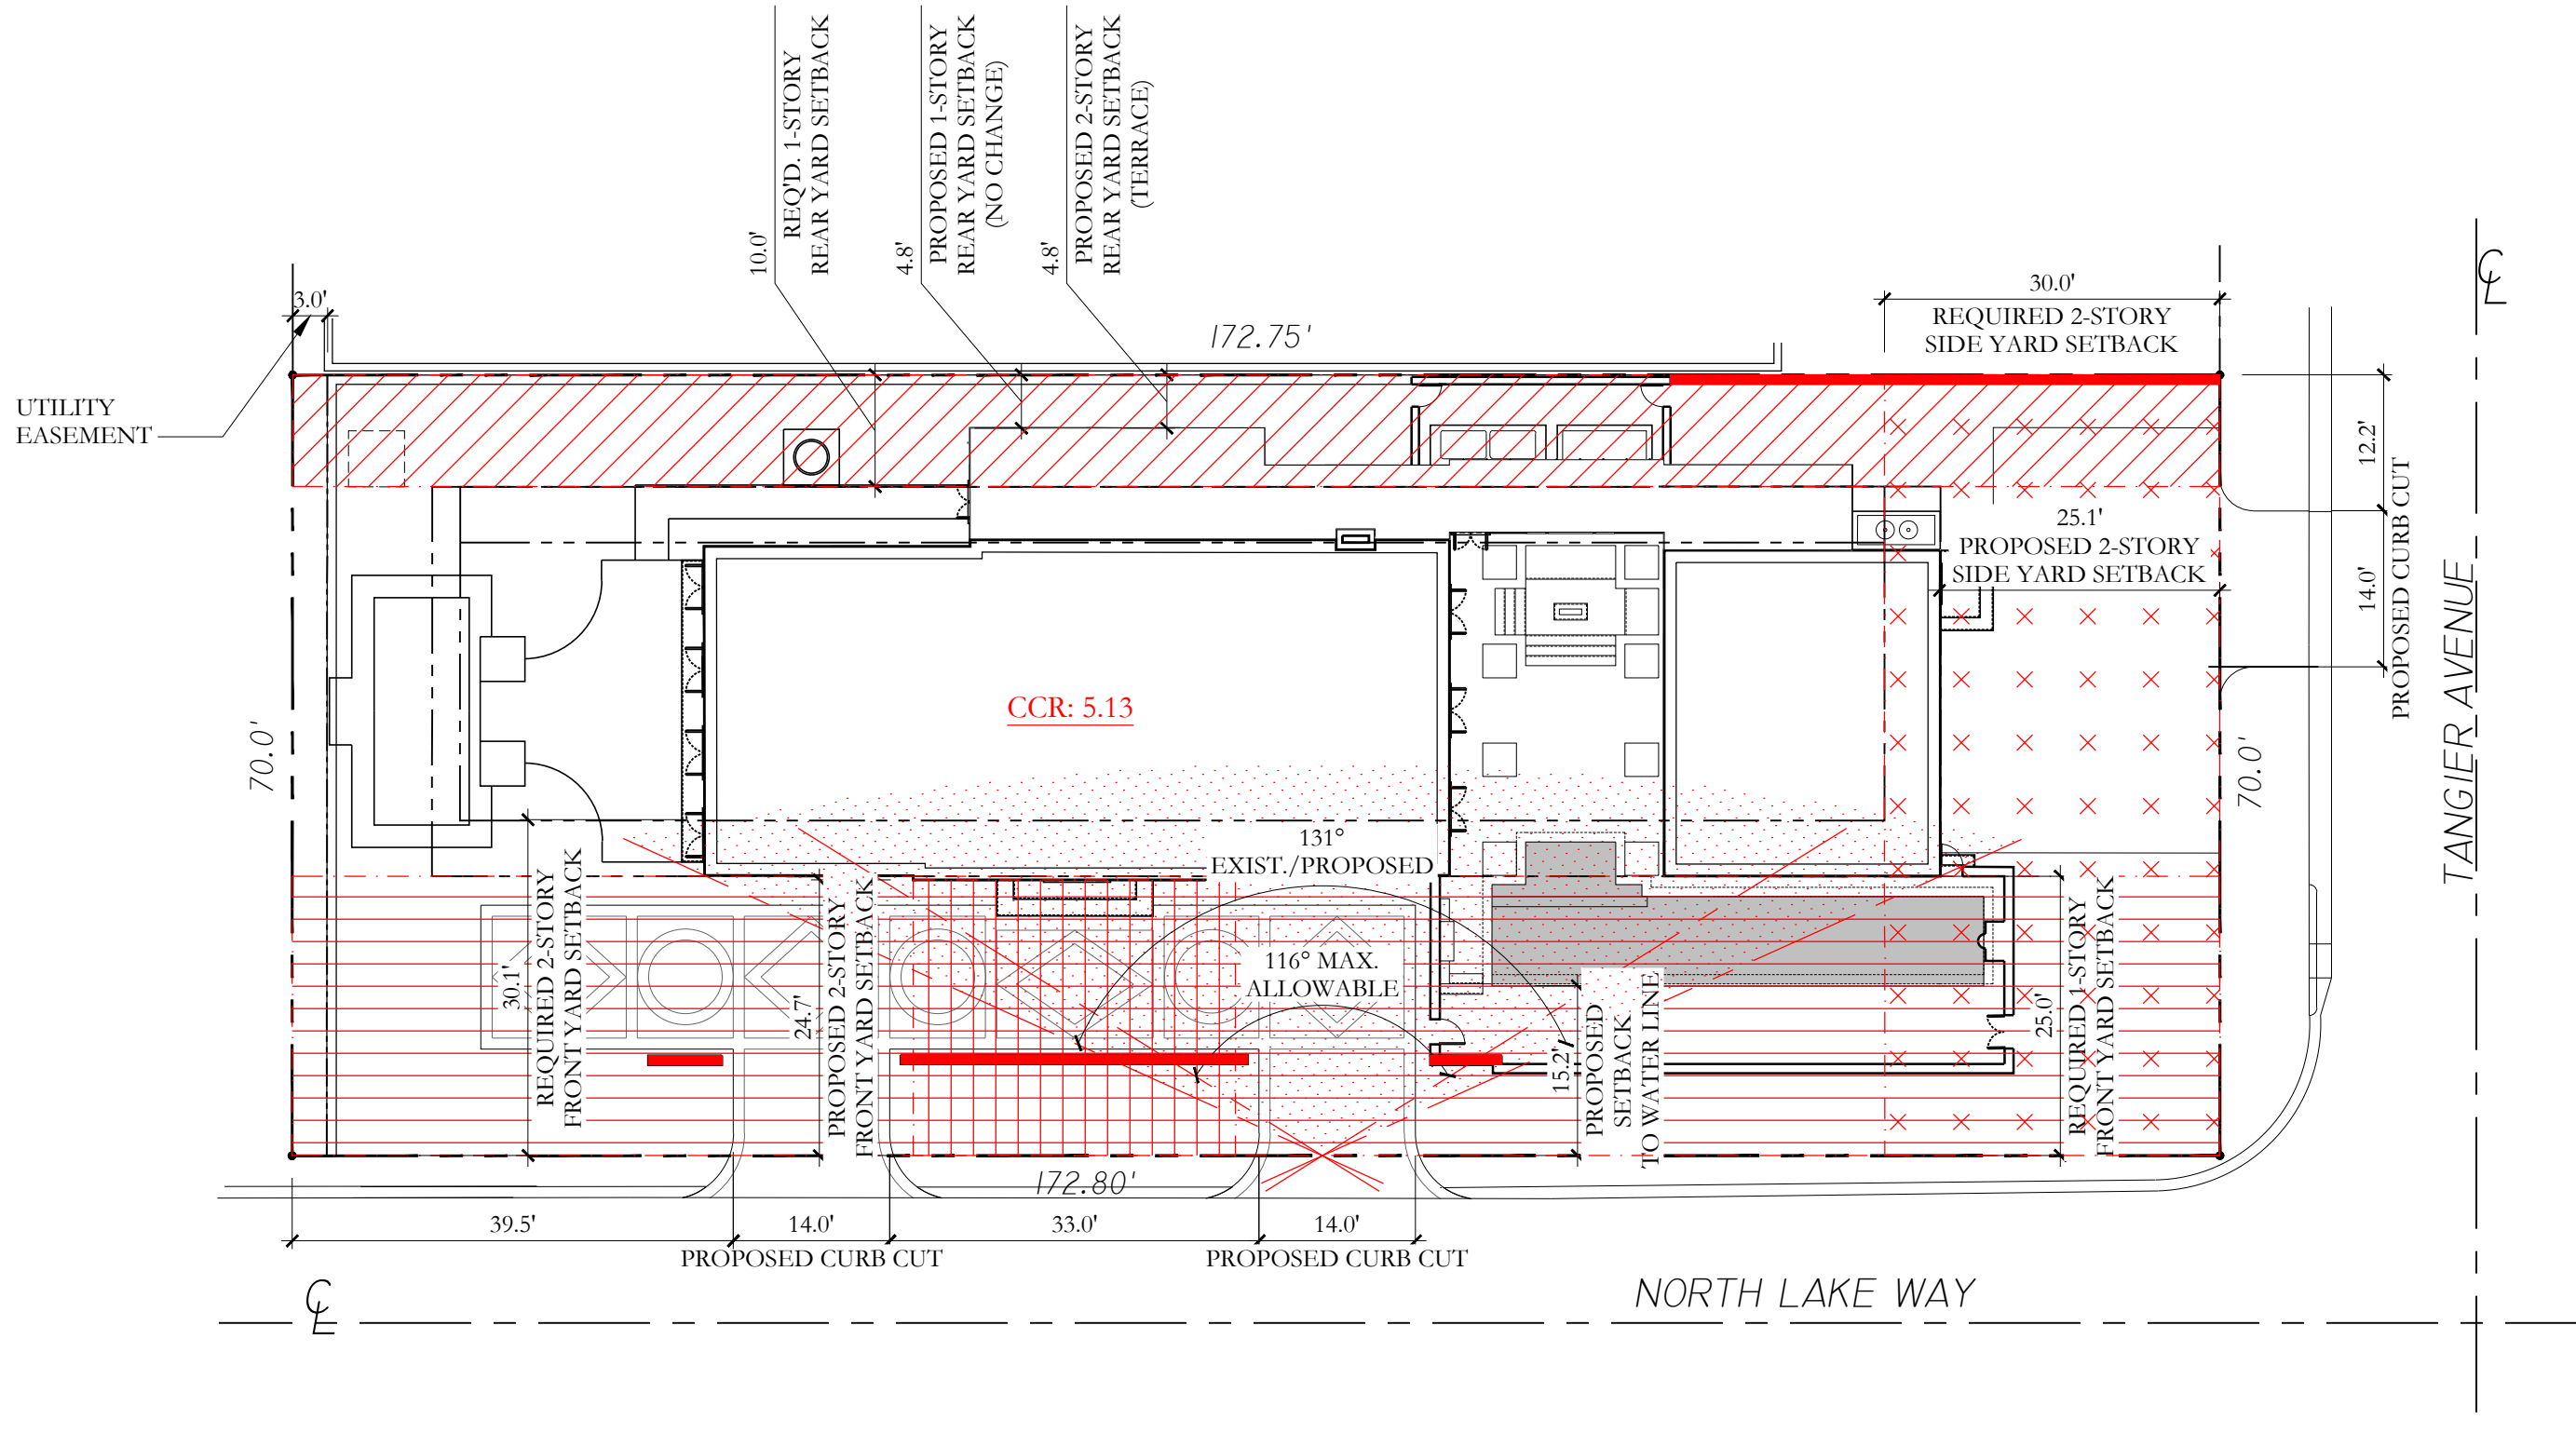 10.0'
REQ'D. 1-STORY
REAR YARD SETBACK
4.8'
PROPOSED 1-STORY
REAR YARD SETBACK
(NO CHANGE)
4.8'
PROPOSED 2-STORY
REAR YARD SETBACK
(TERRACE)
3.0'
UTILITY
EASEMENT
172.75'
30.0'
REQUIRED 2-STORY
SIDE YARD SETBACK
12.2'
14.0'
PROPOSED CURB CUT
25.1'
PROPOSED 2-STORY
SIDE YARD SETBACK
TANGIER AVENUE
70.0'
CCR: 5.13
70.0'
131°
EXIST./PROPOSED
116° MAX.
ALLOWABLE
30.1'
REQUIRED 2-STORY
FRONT YARD SETBACK
24.7'
PROPOSED 2-STORY
FRONT YARD SETBACK
15.2'
PROPOSED
SETBACK
TO WATER LINE
25.0'
REQUIRED 1-STORY
FRONT YARD SETBACK
172.80'
39.5'
14.0'
33.0'
14.0'
PROPOSED CURB CUT
PROPOSED CURB CUT
NORTH LAKE WAY
℄
℄